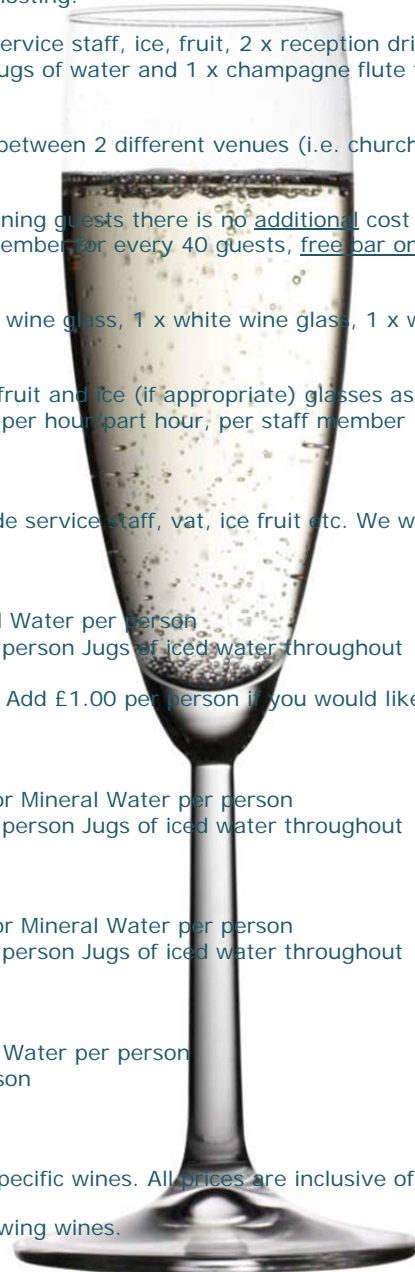 osting.
ervice staff, ice, fruit, 2 x reception dri
ugs of water and 1 x champagne flute
between 2 different venues (i.e. church
ning guests there is no additional cost
ember for every 40 guests, free bar on
wine glass, 1 x white wine glass, 1 x w
fruit and ice (if appropriate) glasses as
per hour/part hour, per staff member
de service staff, vat, ice fruit etc. We w
l Water per person
person Jugs of iced water throughout
Add £1.00 per person if you would like
or Mineral Water per person
person Jugs of iced water throughout
or Mineral Water per person
person Jugs of iced water throughout
Water per person
son
pecific wines. All prices are inclusive of
wing wines.